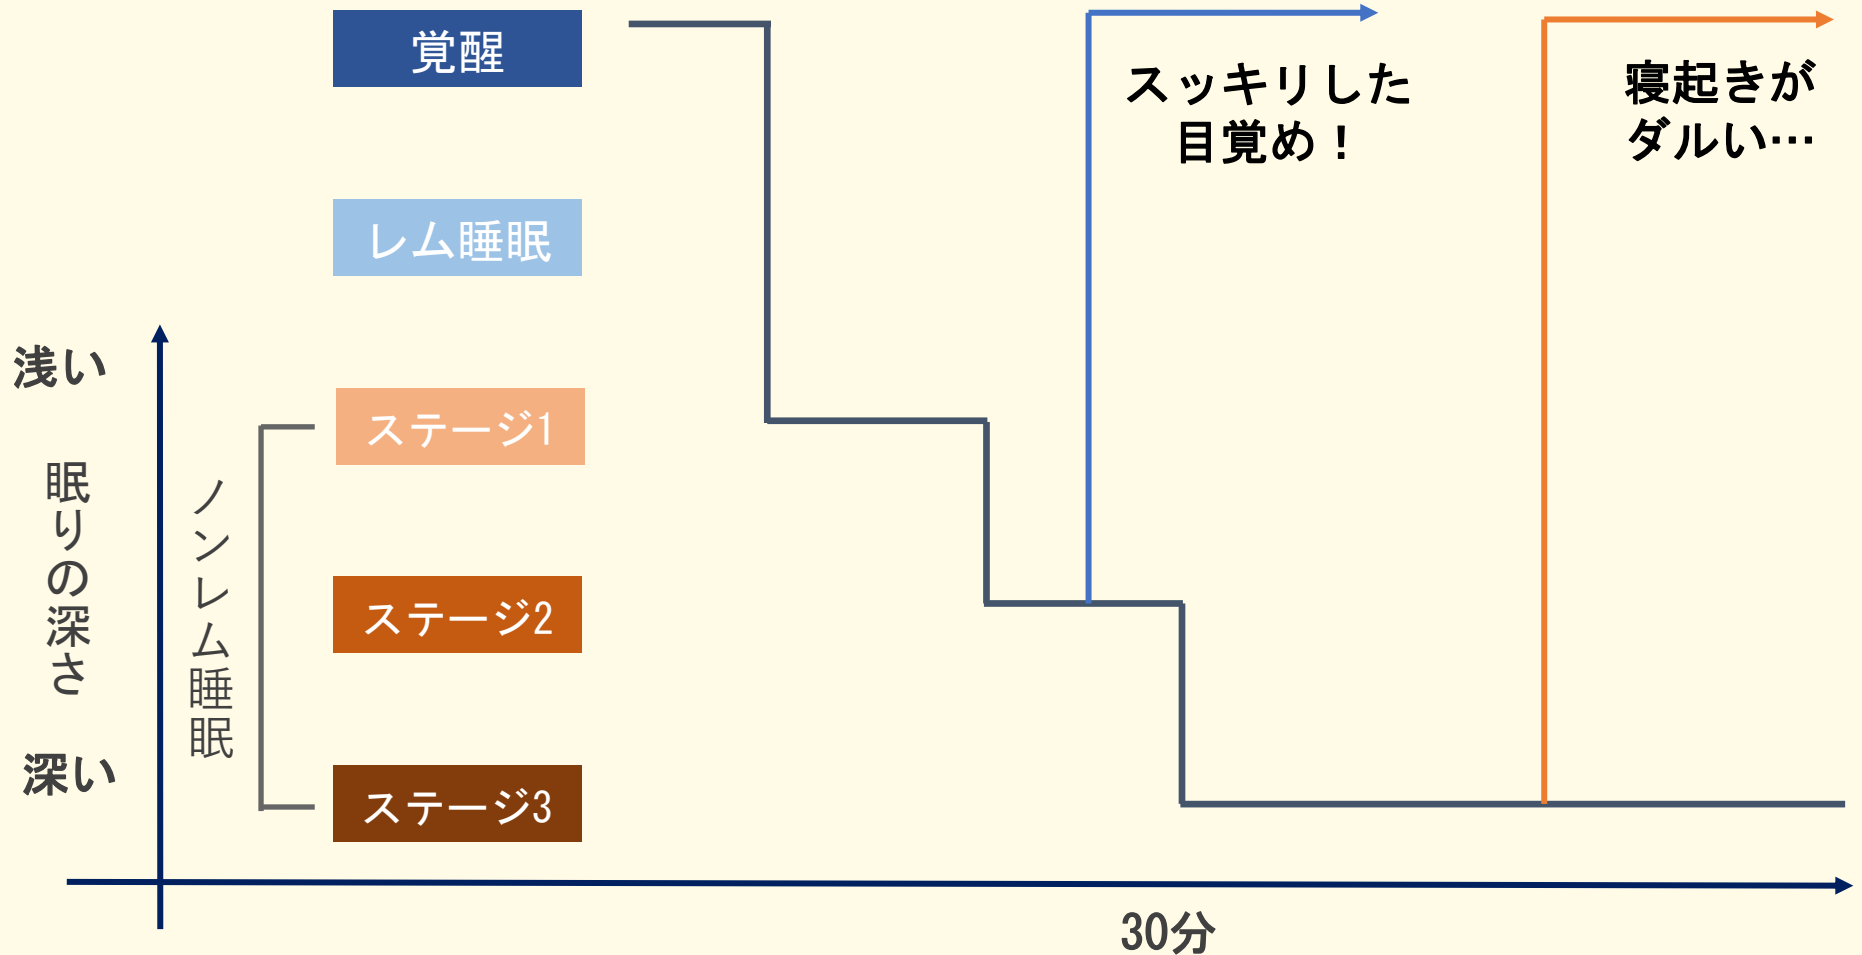 覚醒
スッキリした
目覚め！
寝起きが
ダルい…
レム睡眠
浅い
ステージ1
眠りの深さ
ノンレム睡眠
ステージ2
深い
ステージ3
30分